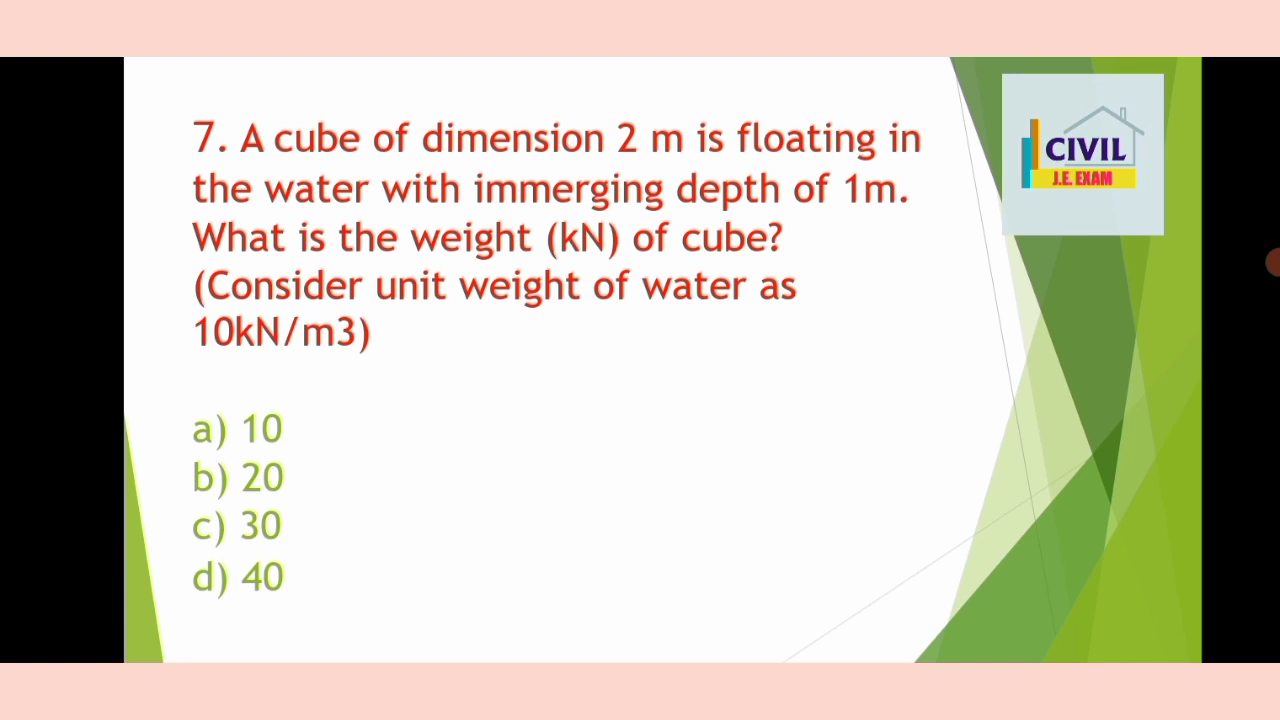 7. A cube of dimension 2 m is floating in
the water with immerging depth of 1m.
What is the weight (kN) of cube?
(Consider unit weight of water as
10kN/m3)
a) 10
b) 20
c) 30
d) 40
CIVIL
J.E. EXAM